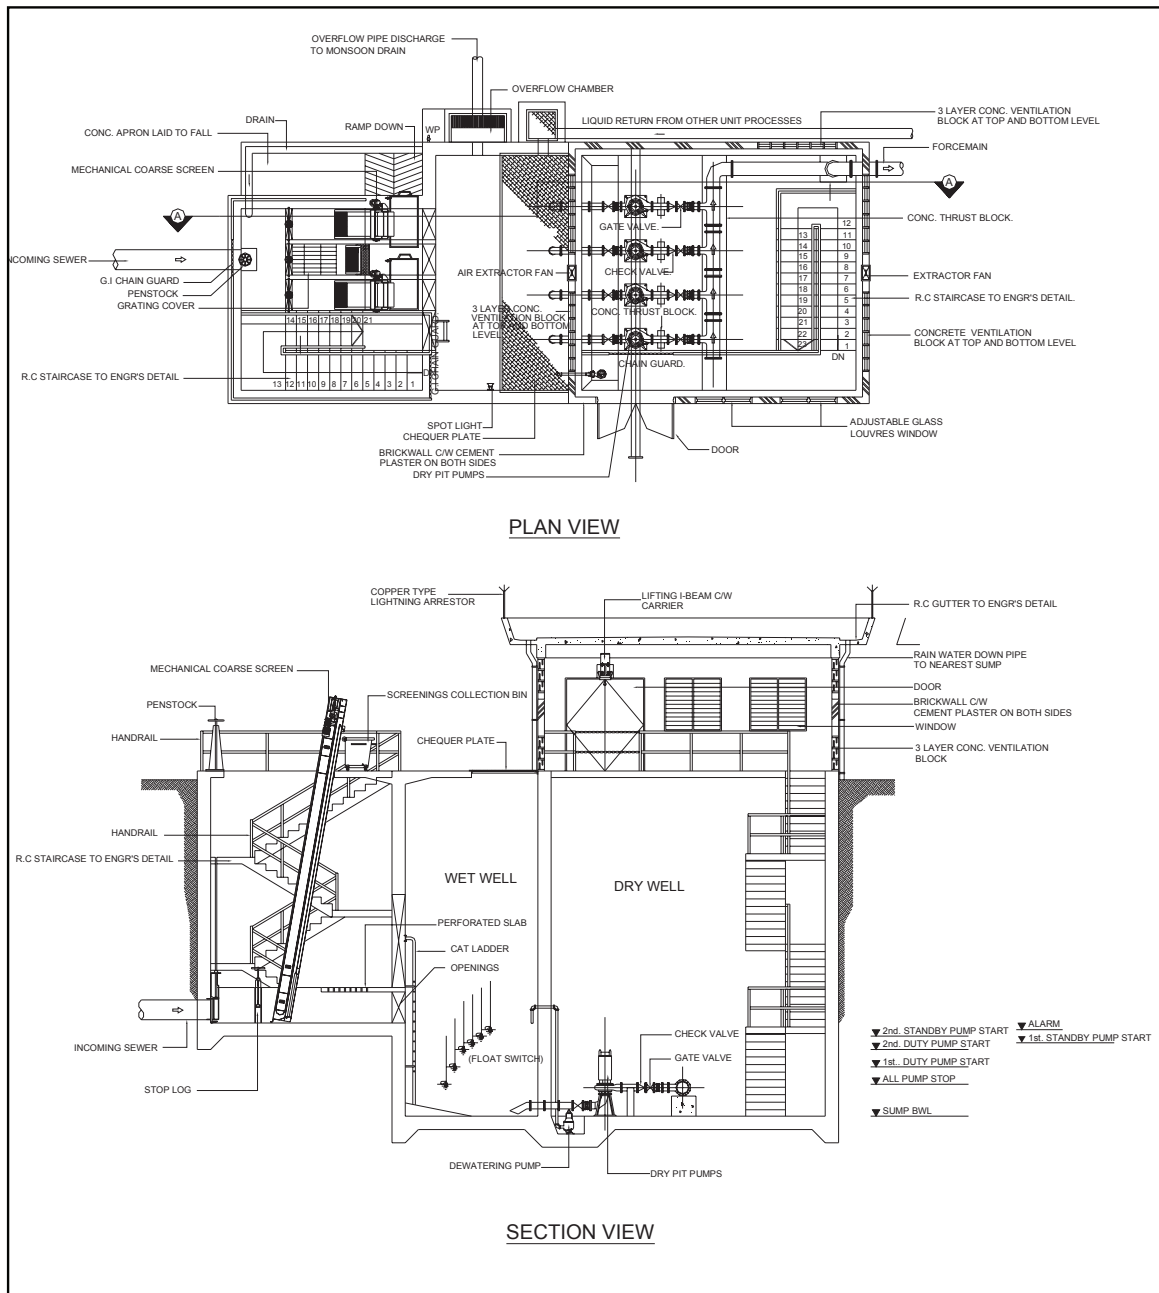 OVERFLOW PIPE DISCHARGE
TO MONSOON DRAIN
OVERFLOW CHAMBER
DRAIN
CONC. APRON LAID TO FALL
RAMP DOWN
WP
LIQUID RETURN FROM OTHER UNIT PROCESSES
3 LAYER CONC. VENTILATION
BLOCK AT TOP AND BOTTOM LEVEL
FORCEMAIN
MECHANICAL COARSE SCREEN
A
A
GATE VALVE.
CONC. THRUST BLOCK.
INCOMING SEWER
G.I CHAIN GUARD
PENSTOCK
GRATING COVER
AIR EXTRACTOR FAN
CHECK VALVE.
EXTRACTOR FAN
3 LAYER CONC.
VENTILATION BLOCK
AT TOP AND BOTTOM
LEVEL
CONC. THRUST BLOCK.
R.C STAIRCASE TO ENGR'S DETAIL.
12
13 11
14 10
15 9
16 8
17 7
18 6
19 5
20 4
21 3
22 2
23 1
DN
14 15 16 17 18 19 20 21
DN
G.I CHAIN GUARD
CONCRETE VENTILATION
BLOCK AT TOP AND BOTTOM LEVEL
CHAIN GUARD.
R.C STAIRCASE TO ENGR'S DETAIL
13 12 11 10 9 8 7 6 5 4 3 2 1
SPOT LIGHT
CHEQUER PLATE
BRICKWALL C/W CEMENT
PLASTER ON BOTH SIDES
DRY PIT PUMPS
DOOR
ADJUSTABLE GLASS
LOUVRES WINDOW
PLAN VIEW
COPPER TYPE
LIGHTNING ARRESTOR
LIFTING I-BEAM C/W
CARRIER
R.C GUTTER TO ENGR'S DETAIL
RAIN WATER DOWN PIPE
TO NEAREST SUMP
MECHANICAL COARSE SCREEN
SCREENINGS COLLECTION BIN
DOOR
PENSTOCK
BRICKWALL C/W
CEMENT PLASTER ON BOTH SIDES
WINDOW
HANDRAIL
CHEQUER PLATE
3 LAYER CONC. VENTILATION
BLOCK
HANDRAIL
R.C STAIRCASE TO ENGR'S DETAIL
WET WELL
DRY WELL
PERFORATED SLAB
CAT LADDER
OPENINGS
INCOMING SEWER
STOP LOG
(FLOAT SWITCH)
CHECK VALVE
GATE VALVE
2nd. STANDBY PUMP START
ALARM
2nd. DUTY PUMP START
1st. STANDBY PUMP START
1st.. DUTY PUMP START
ALL PUMP STOP
SUMP BWL
DEWATERING PUMP
DRY PIT PUMPS
SECTION VIEW